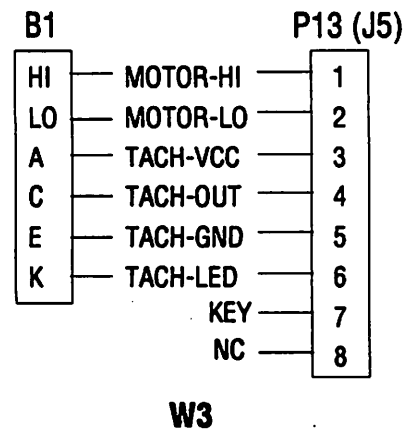 B1 P13 (J5)
HI MOTOR-HI 1
LO MOTOR-LO 2
A TACH-VCC 3
C TACH-OUT 4
E TACH-GND 5
K TACH-LED 6
KEY 7
NC 8
W3